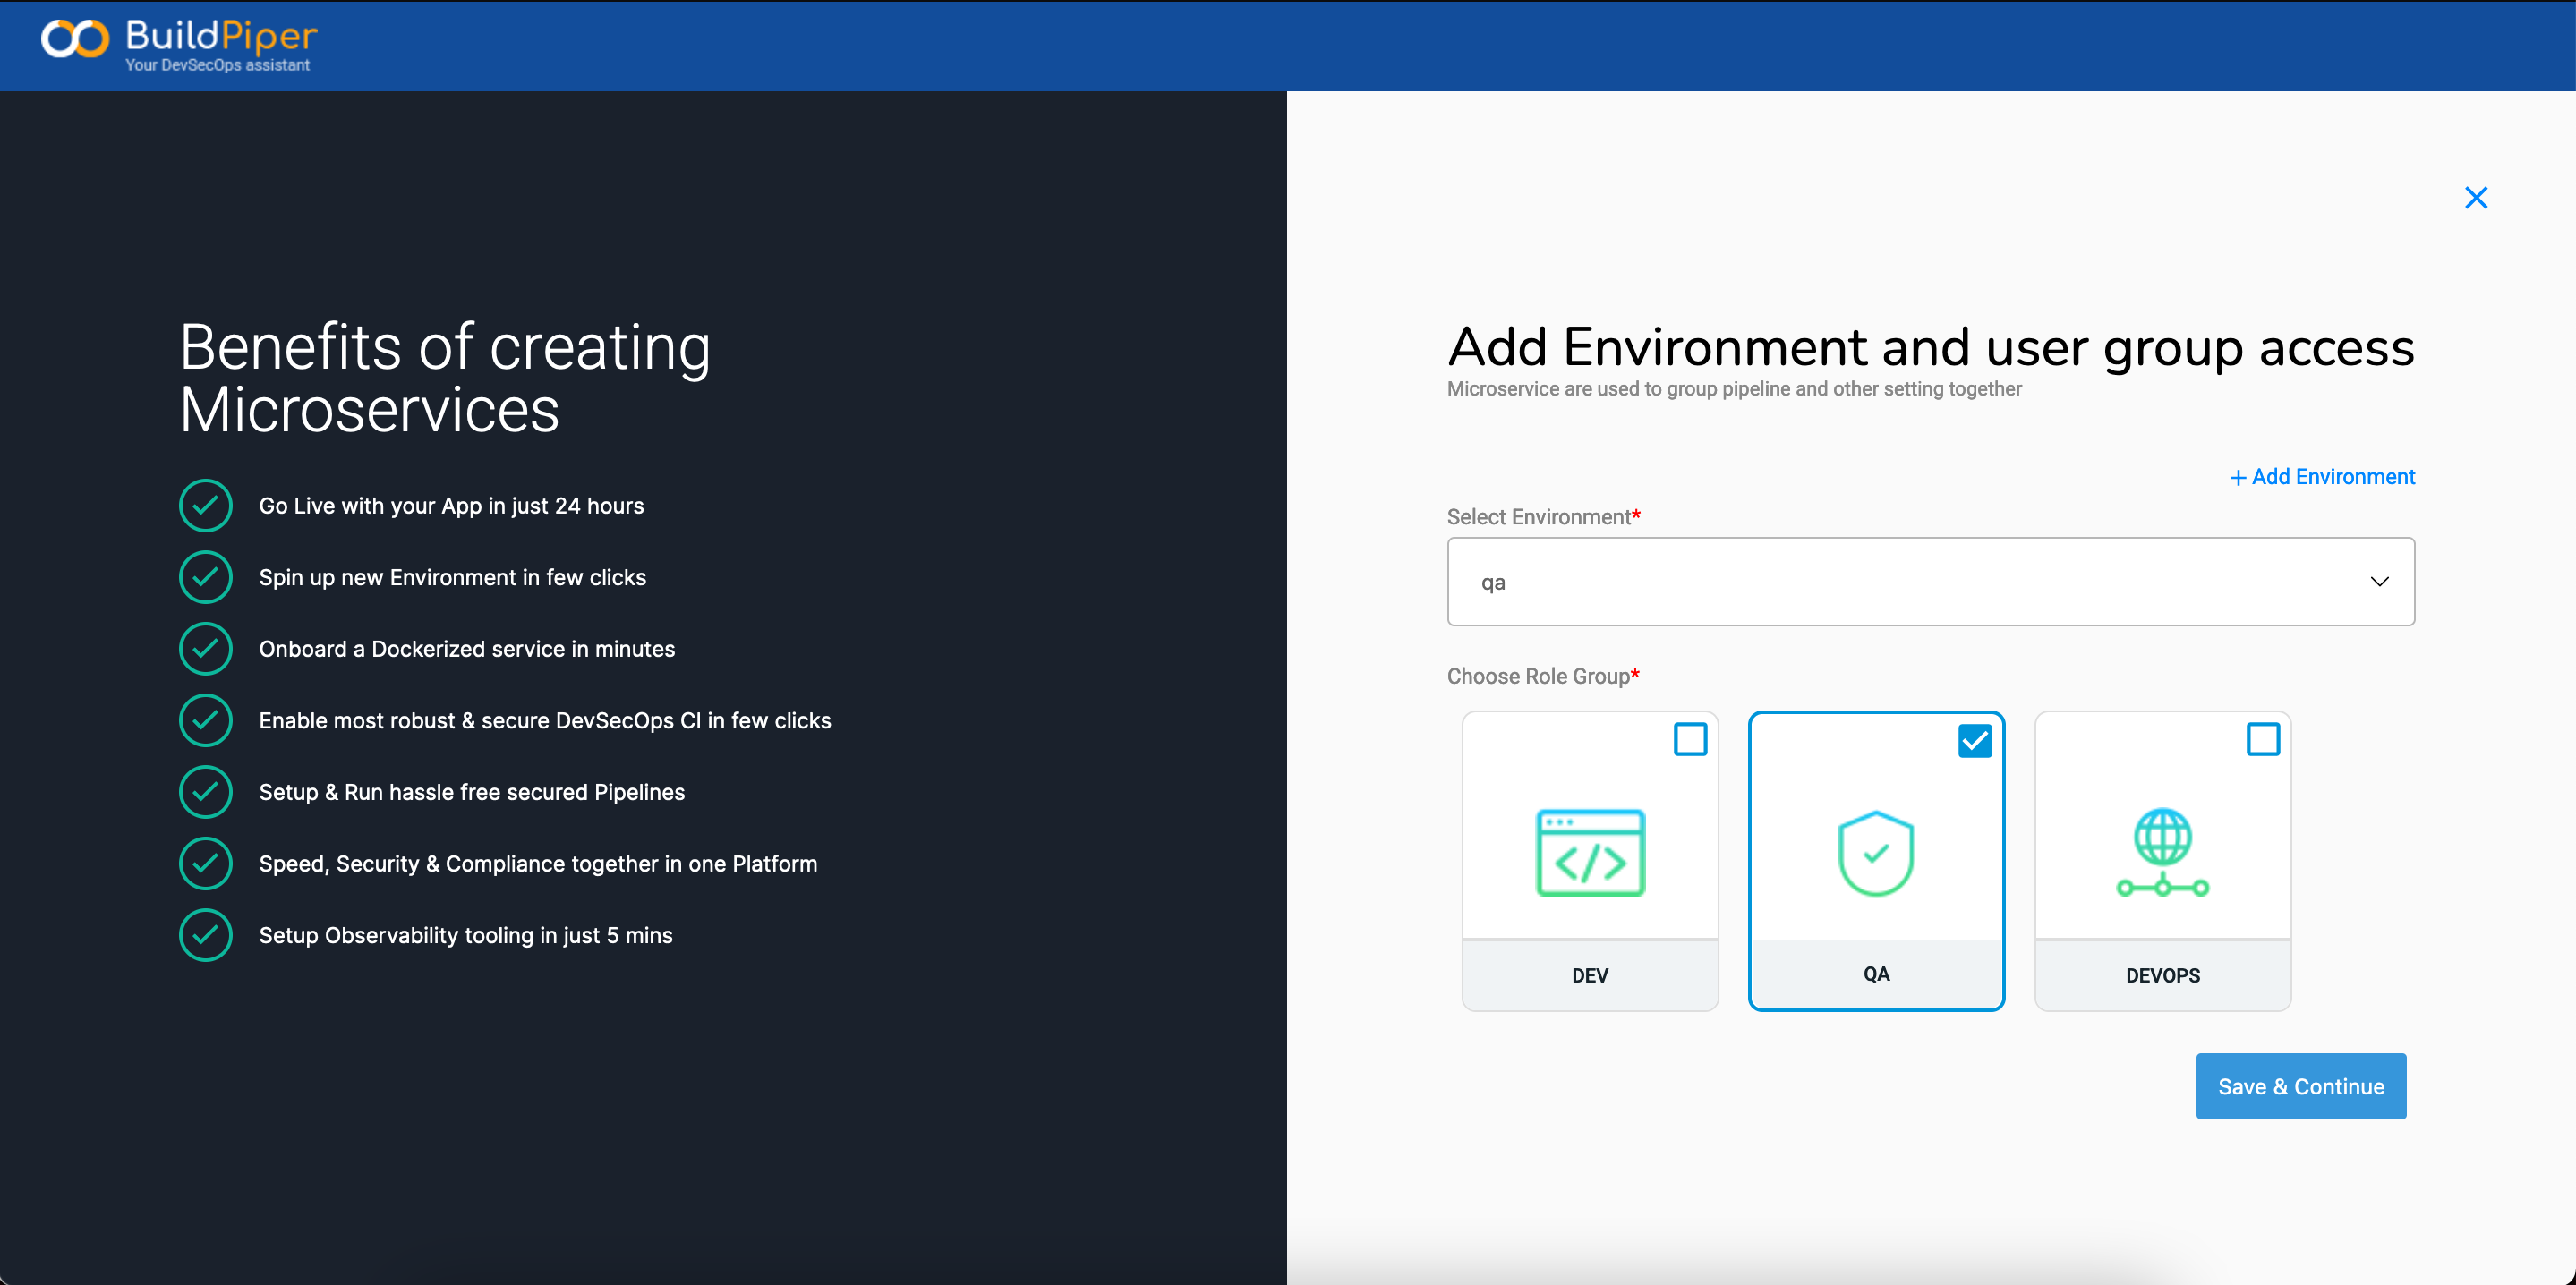 BuildPiper
Your DevSecOps assistant
Benefits of creating
Microservices
Go Live with your App in just 24 hours
Spin up new Environment in few clicks
Onboard a Dockerized service in minutes
Enable most robust & secure DevSecOps CI in few clicks
Setup & Run hassle free secured Pipelines
Speed, Security & Compliance together in one Platform
Setup Observability tooling in just 5 mins
Add Environment and user group access
Microservice are used to group pipeline and other setting together
+ Add Environment
Select Environment*
qa
Choose Role Group*
DEV
QA
DEVOPS
Save & Continue